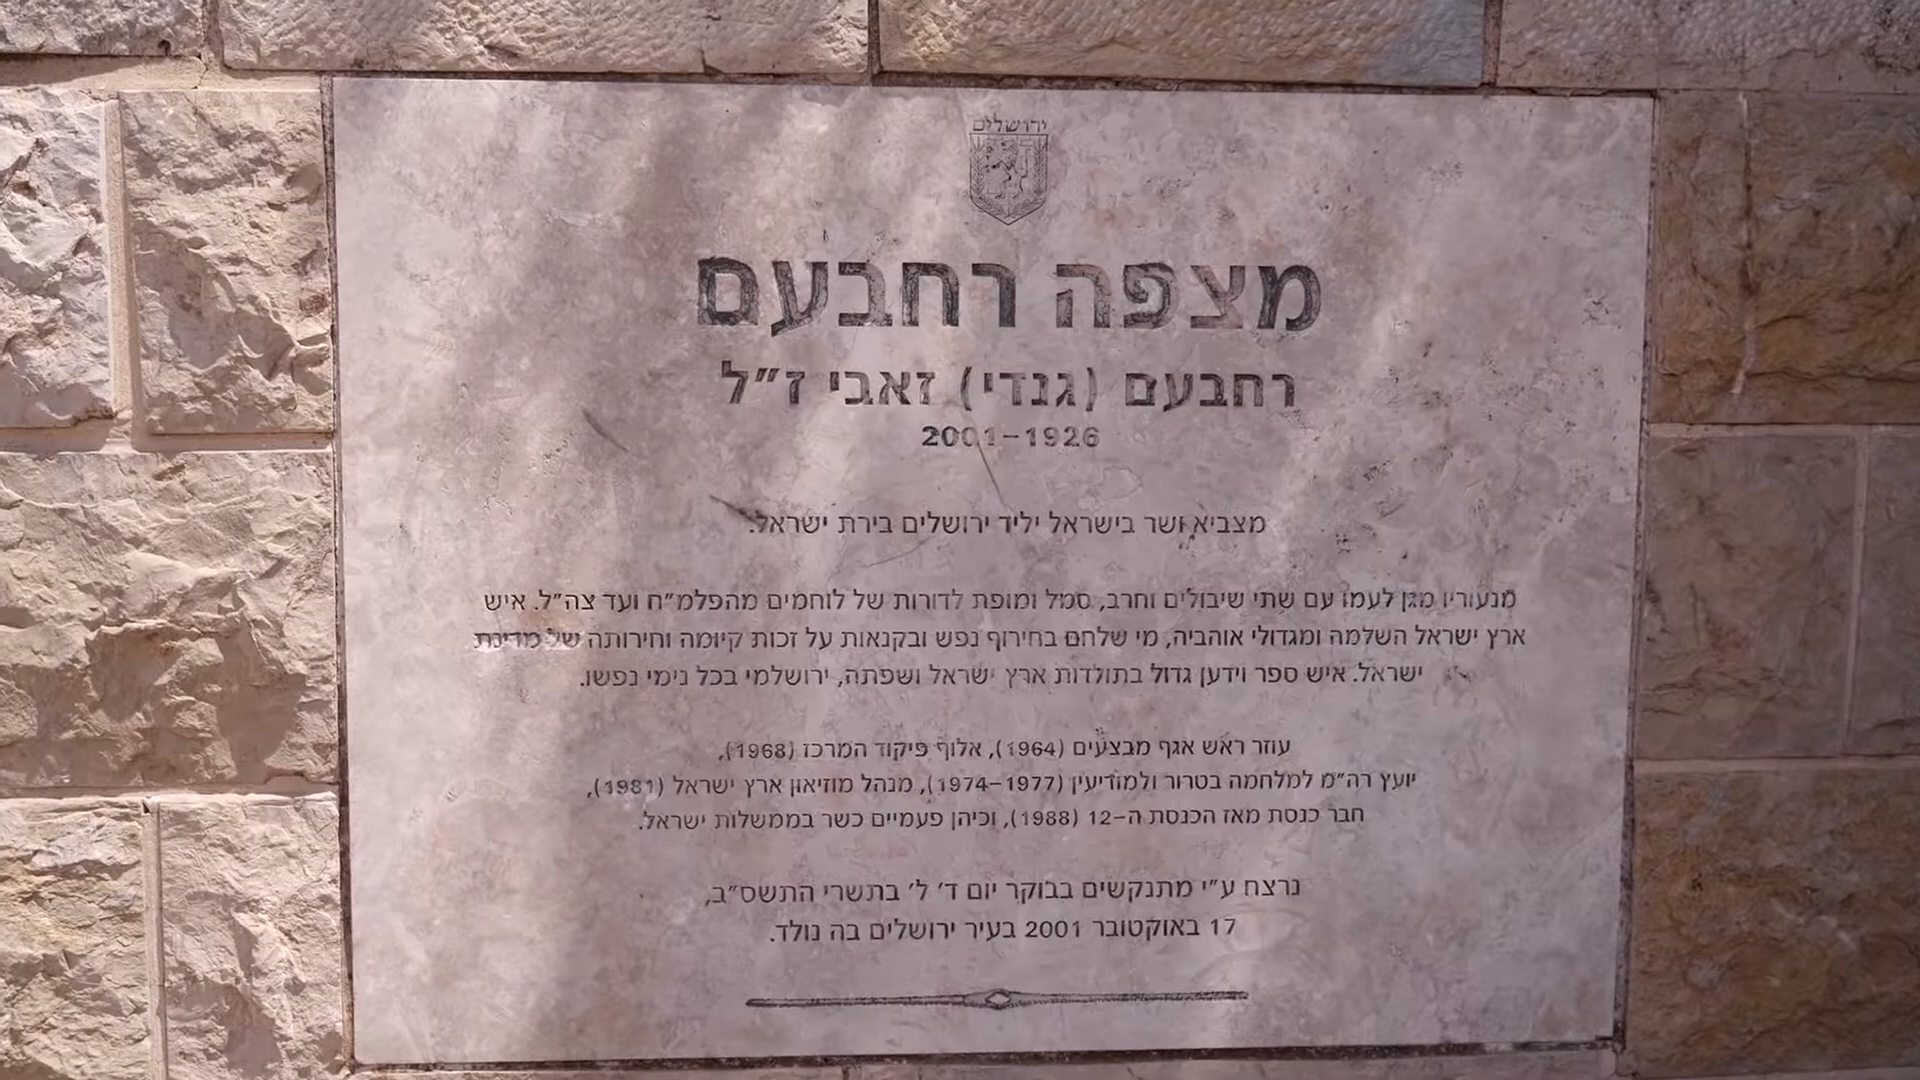 ירושלים
מצפה רחבעם
רחבעם (גנדי) זאבי ז״ל
2001–1926
מצביא ושר בישראל יליד ירושלים בירת ישראל.
מנעוריו מגן לעמו עם שתי שיבולים וחרב, סמל ומופת לדורות של לוחמים מהפלמ״ח ועד צה״ל. איש
ארץ ישראל השלמה ומגדולי אוהביה, מי שלחם בחירוף נפש ובקנאות על זכות קיומה וחירותה של מדינת
ישראל. איש ספר וידען גדול בתולדות ארץ ישראל ושפתה, ירושלמי בכל נימי נפשו.
עוזר ראש אגף מבצעים (1964), אלוף פיקוד המרכז (1968),
יועץ רה״מ למלחמה בטרור ולמודיעין (1974–1977), מנהל מוזיאון ארץ ישראל (1981),
חבר כנסת מאז הכנסת ה–12 (1988), וכיהן פעמיים כשר בממשלות ישראל.
נרצח ע״י מתנקשים בבוקר יום ד׳ ל׳ בתשרי התשס״ב,
17 באוקטובר 2001 בעיר ירושלים בה נולד.